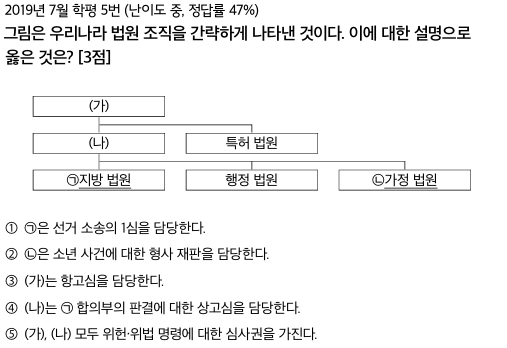 2019년 7월 학평 5번 (난이도 중, 정답률 47%)
그림은 우리나라 법원 조직을 간략하게 나타낸 것이다. 이에 대한 설명으로
옳은 것은? [3점]
(가)
(나)
특허 법원
㉠지방 법원
행정 법원
㉡가정 법원
① ㉠은 선거 소송의 1심을 담당한다.
② ㉡은 소년 사건에 대한 형사 재판을 담당한다.
③ (가)는 항고심을 담당한다.
④ (나)는 ㉠ 합의부의 판결에 대한 상고심을 담당한다.
⑤ (가), (나) 모두 위헌·위법 명령에 대한 심사권을 가진다.